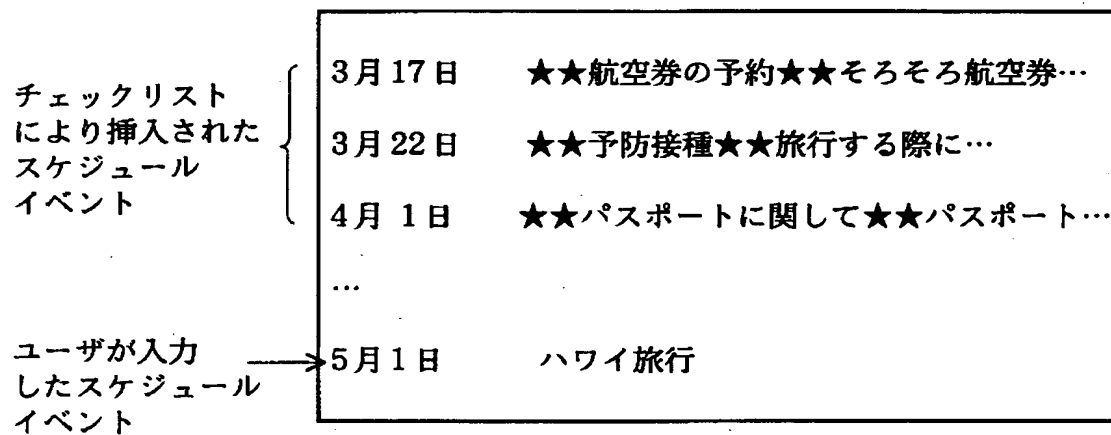 チェックリスト
により挿入された
スケジュール
イベント
3月17日 ★★航空券の予約★★そろそろ航空券…
3月22日 ★★予防接種★★旅行する際に…
4月 1日 ★★パスポートに関して★★パスポート…
…
ユーザが入力
したスケジュール
イベント
5月1日 ハワイ旅行